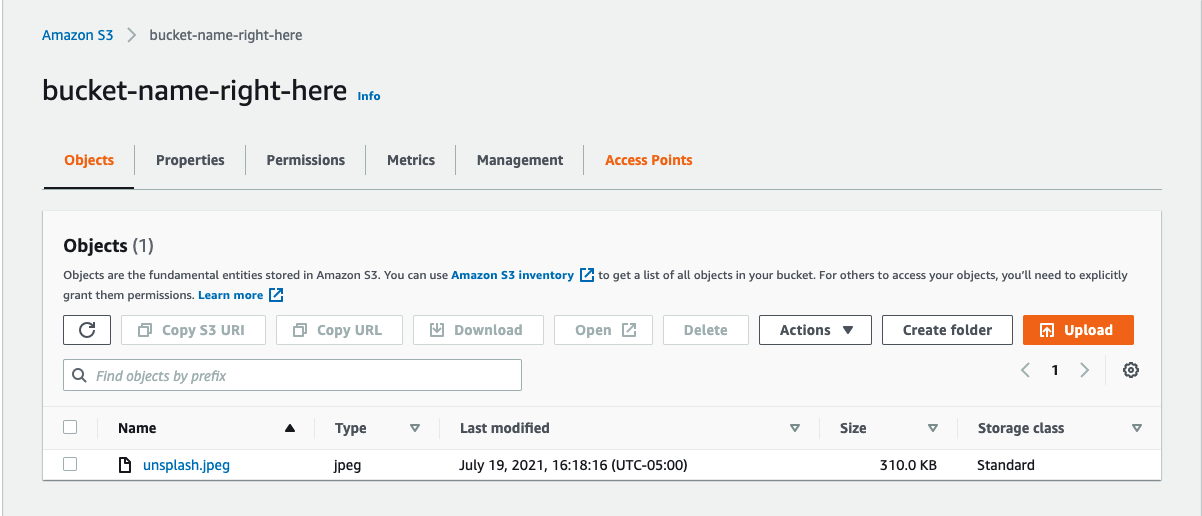 Amazon S3 > bucket-name-right-here
bucket-name-right-here Info
Objects Properties Permissions Metrics Management Access Points
Objects (1)
Objects are the fundamental entities stored in Amazon S3. You can use Amazon S3 inventory to get a list of all objects in your bucket. For others to access your objects, you'll need to explicitly
grant them permissions. Learn more
Copy S3 URI Copy URL Download Open Delete Actions Create folder Upload
Find objects by prefix 1
Name Type Last modified Size Storage class
unsplash.jpeg jpeg July 19, 2021, 16:18:16 (UTC-05:00) 310.0 KB Standard